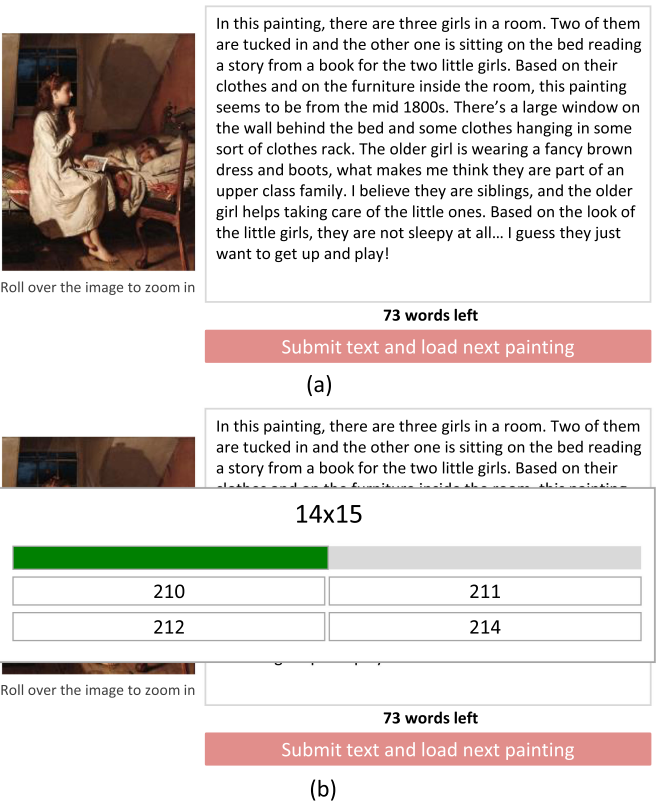 In this painting, there are three girls in a room. Two of them
are tucked in and the other one is sitting on the bed reading
a story from a book for the two little girls. Based on their
clothes and on the furniture inside the room, this painting
seems to be from the mid 1800s. There's a large window on
the wall behind the bed and some clothes hanging in some
sort of clothes rack. The older girl is wearing a fancy brown
dress and boots, what makes me think they are part of an
upper class family. I believe they are siblings, and the older
girl helps taking care of the little ones. Based on the look of
the little girls, they are not sleepy at all… I guess they just
want to get up and play!
Roll over the image to zoom in
73 words left
Submit text and load next painting
(a)
In this painting, there are three girls in a room. Two of them
are tucked in and the other one is sitting on the bed reading
a story from a book for the two little girls. Based on their
clothes and on the furniture inside the room, this painting
14x15
210
211
212
214
Roll over the image to zoom in
73 words left
Submit text and load next painting
(b)